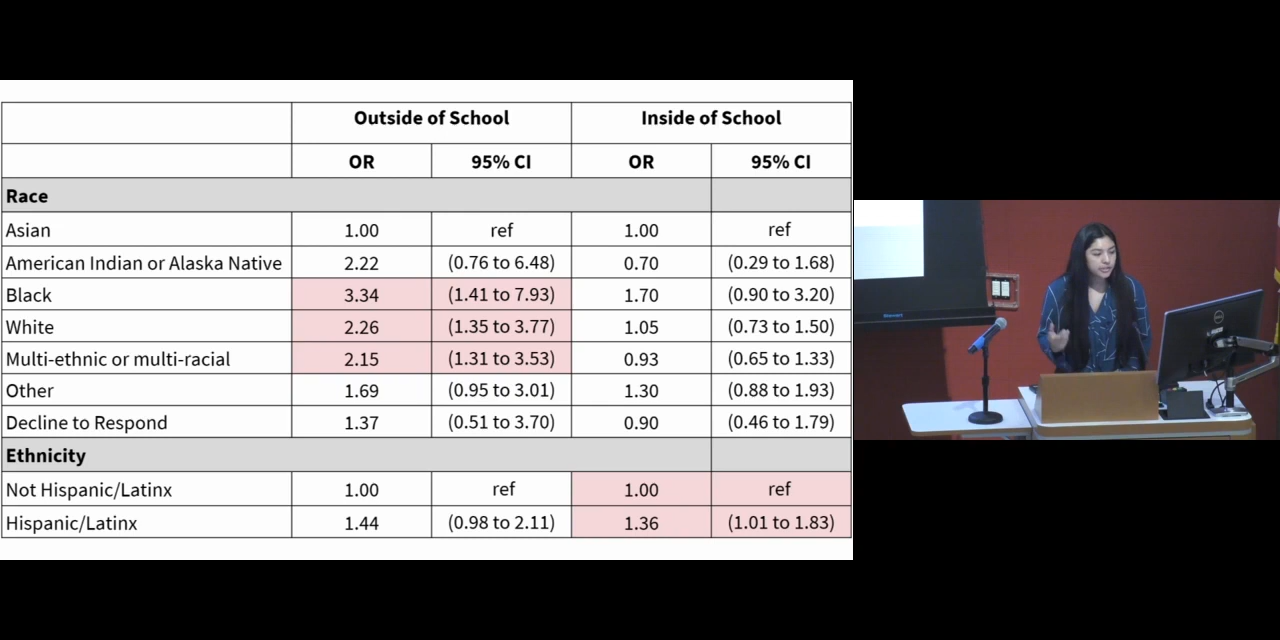 Outside of School Inside of School
OR 95% CI OR 95% CI
Race
Asian 1.00 ref 1.00 ref
American Indian or Alaska Native 2.22 (0.76 to 6.48) 0.70 (0.29 to 1.68)
Black 3.34 (1.41 to 7.93) 1.70 (0.90 to 3.20)
White 2.26 (1.35 to 3.77) 1.05 (0.73 to 1.50)
Multi-ethnic or multi-racial 2.15 (1.31 to 3.53) 0.93 (0.65 to 1.33)
Other 1.69 (0.95 to 3.01) 1.30 (0.88 to 1.93)
Decline to Respond 1.37 (0.51 to 3.70) 0.90 (0.46 to 1.79)
Ethnicity
Not Hispanic/Latinx 1.00 ref 1.00 ref
Hispanic/Latinx 1.44 (0.98 to 2.11) 1.36 (1.01 to 1.83)
Stewart
DELL